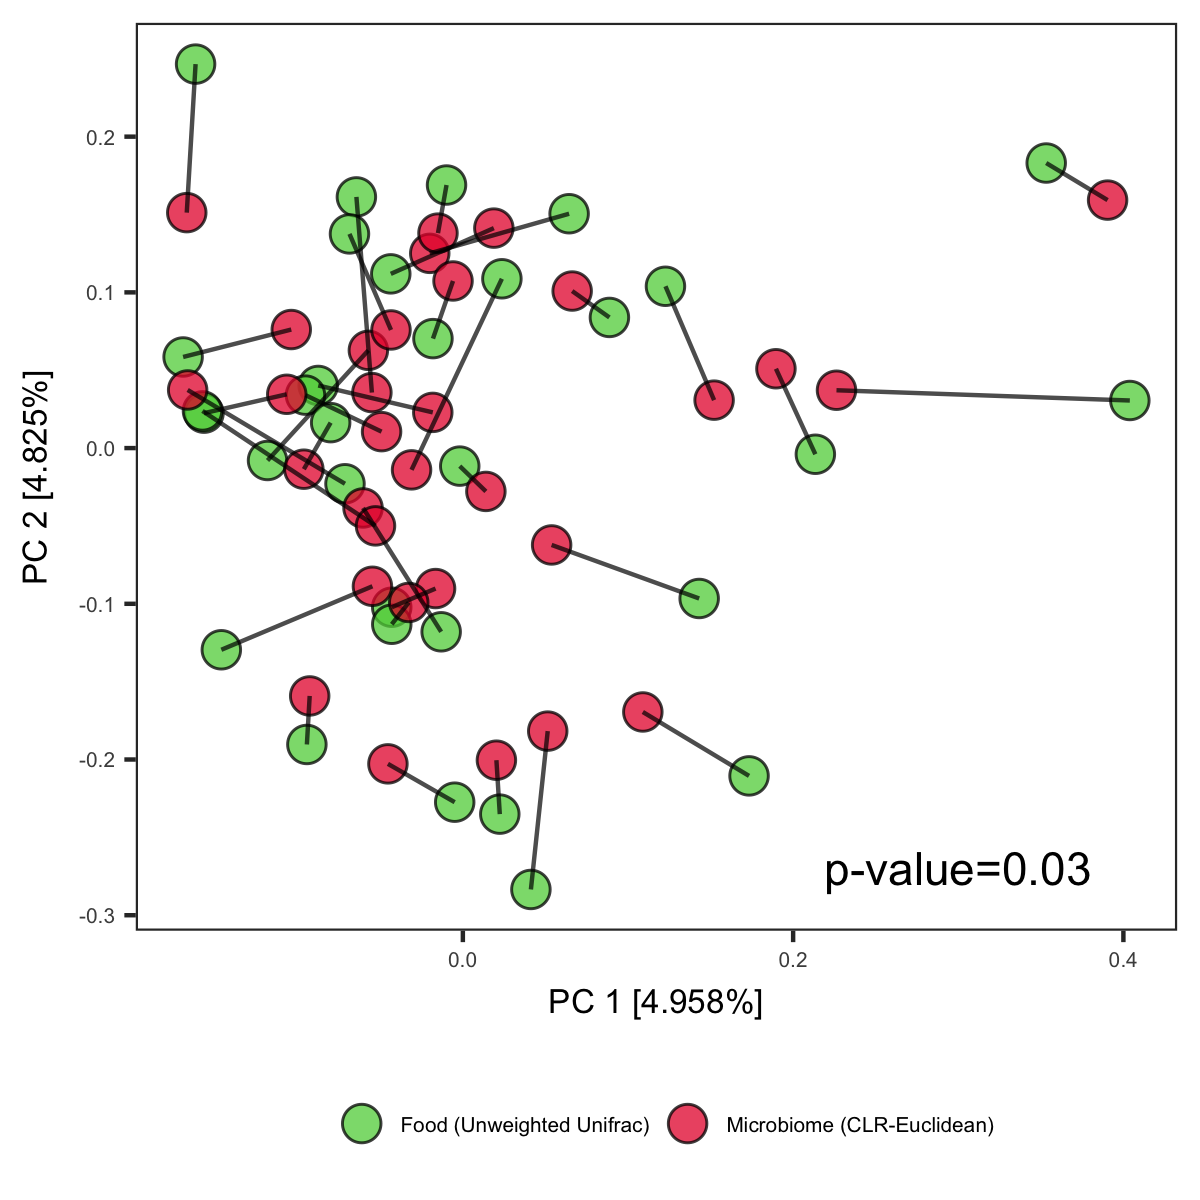 0.2
0.1
0.0
-0.1
-0.2
-0.3
PC 2 [4.825%]
p-value=0.03
0.0 0.2 0.4
PC 1 [4.958%]
Food (Unweighted Unifrac) Microbiome (CLR-Euclidean)